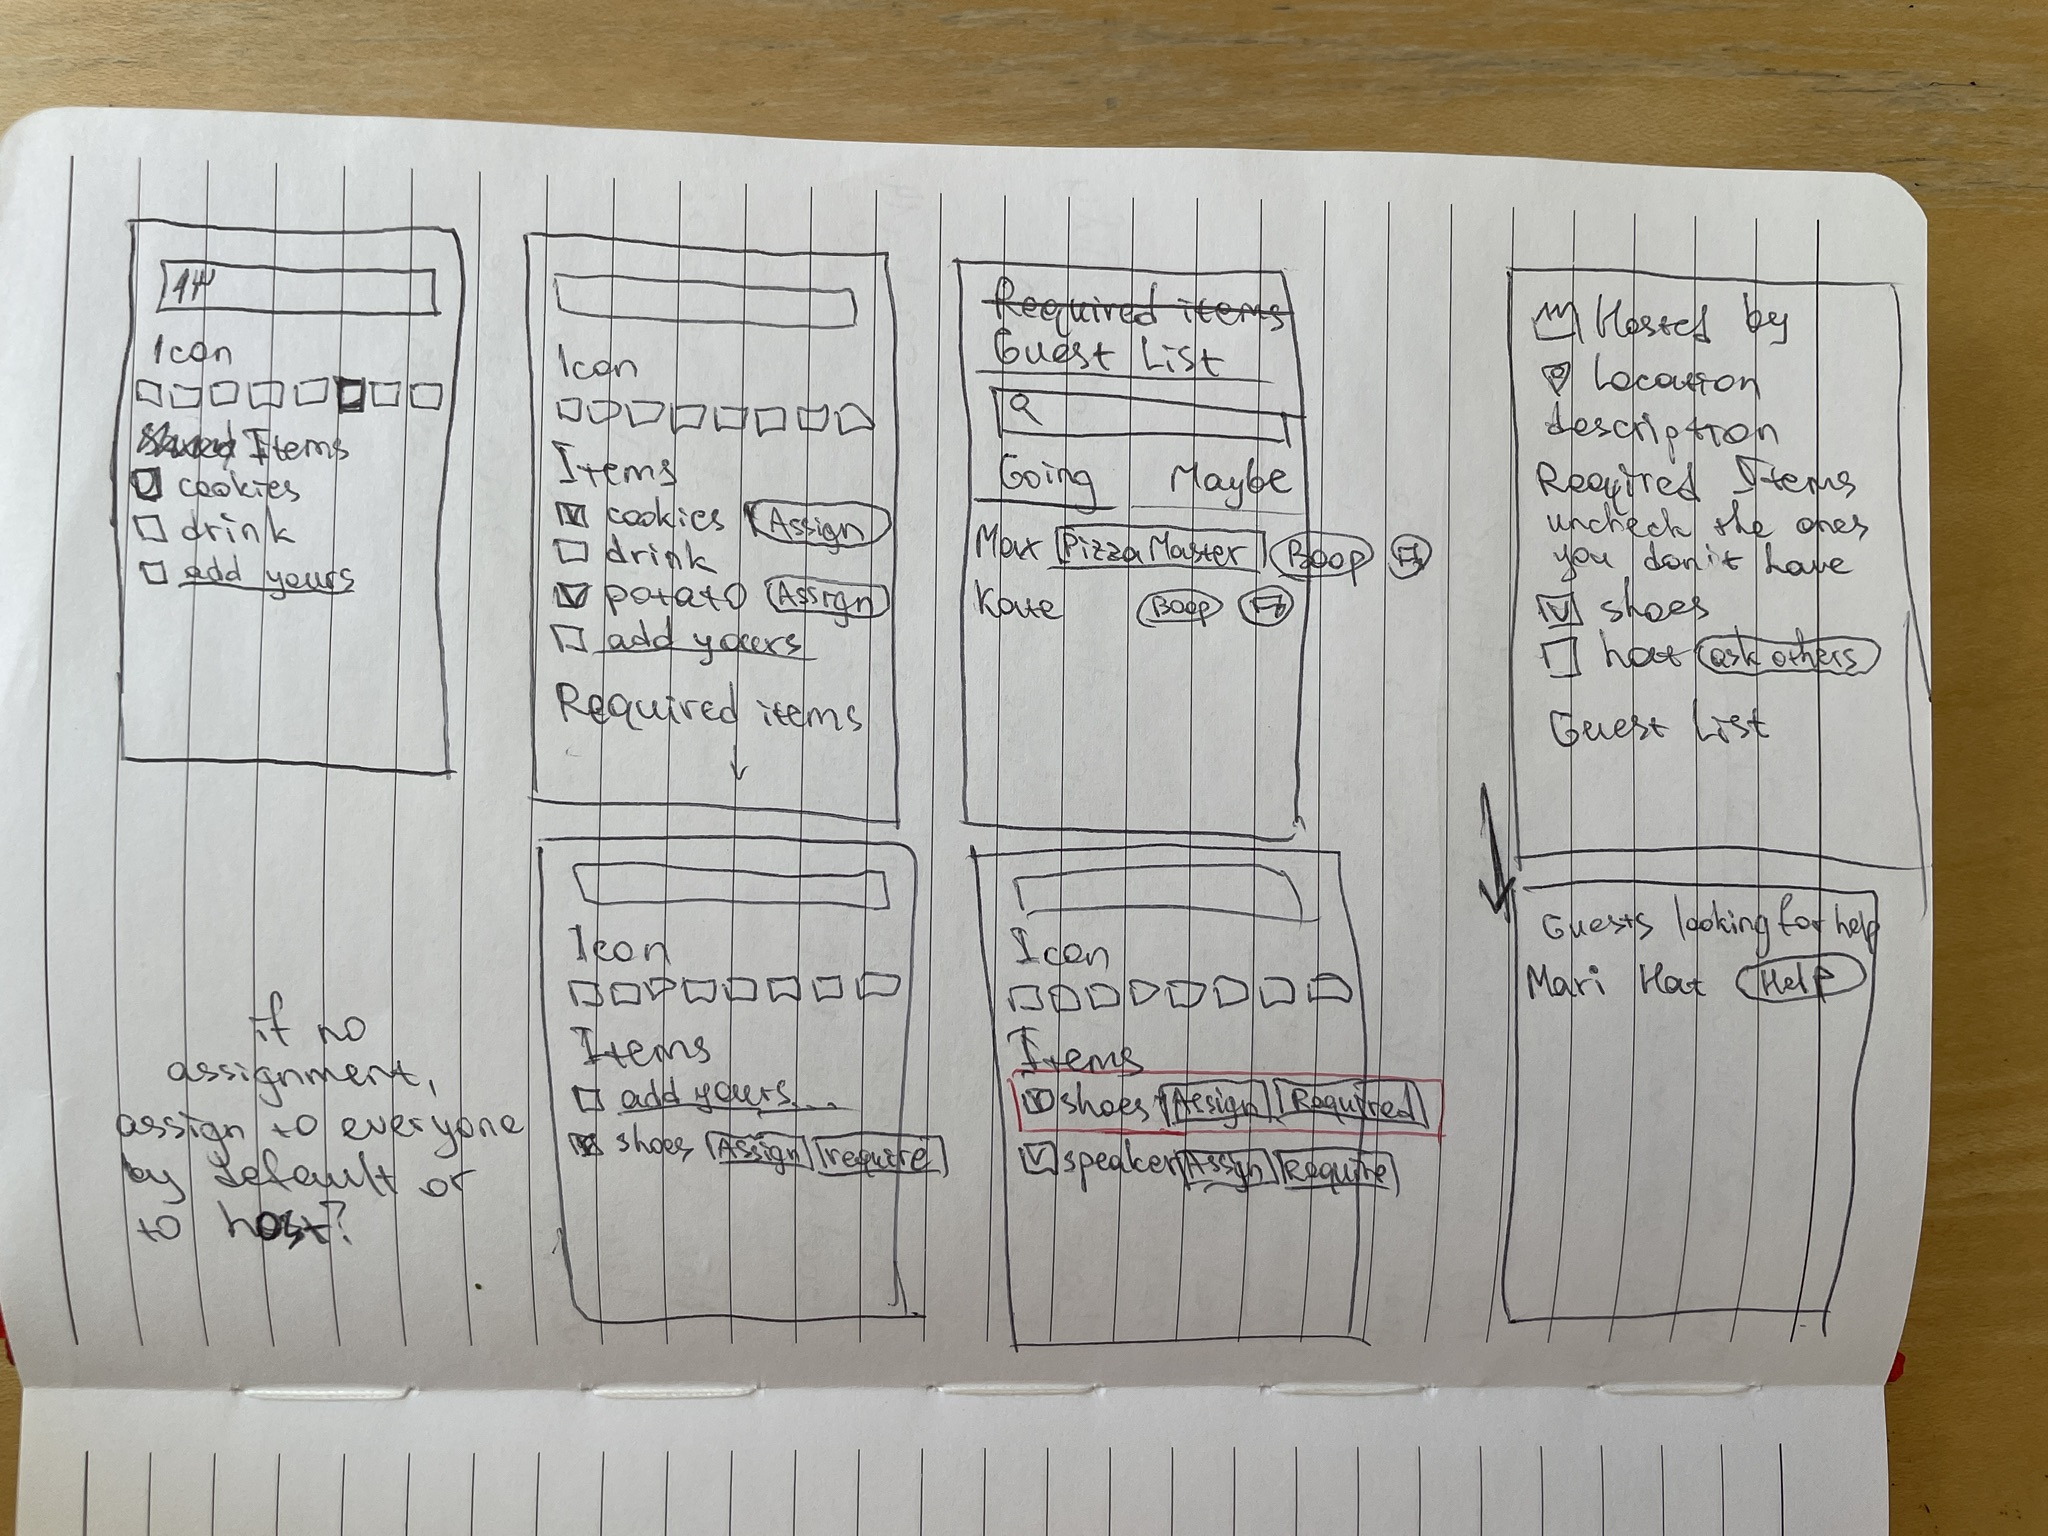 Icon
Items
cookies
drink
add yours
if no
assignment,
assign to everyone
by default or
to host?
Icon
Items
cookies Assign
drink
potato Assign
add yours
Required items
Icon
Items
add yours...
shoes Assign require
Required items
Guest List
Going Maybe
Max Pizza Master Boop
Kate Boop
Icon
Items
shoes Assign Required
speaker Assign Require
Hosted by
Location
description
Required Items
uncheck the ones
you don't have
shoes
hat ask others
Guest List
Guests looking for help
Mari Hat Help